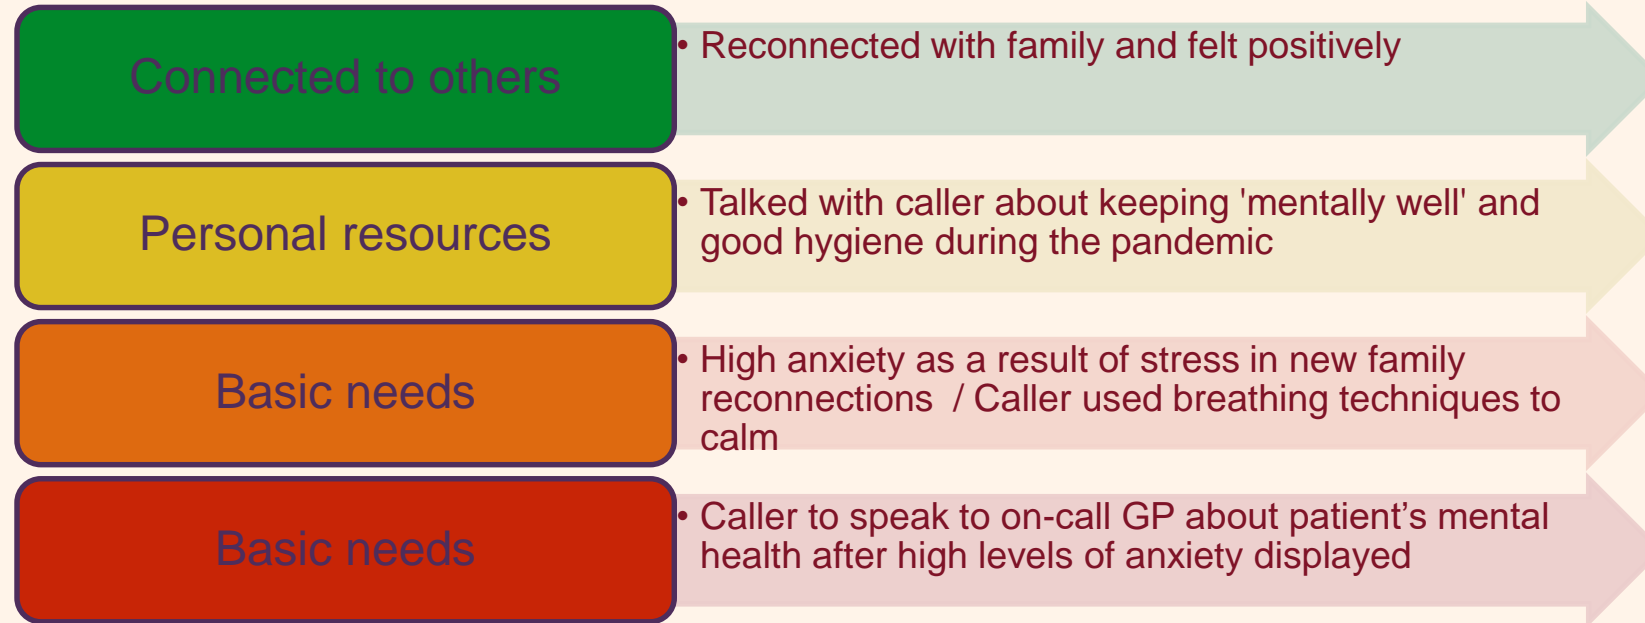 Connected to others
• Reconnected with family and felt positively
Personal resources
• Talked with caller about keeping 'mentally well' and
good hygiene during the pandemic
Basic needs
• High anxiety as a result of stress in new family
reconnections / Caller used breathing techniques to
calm
Basic needs
• Caller to speak to on-call GP about patient’s mental
health after high levels of anxiety displayed